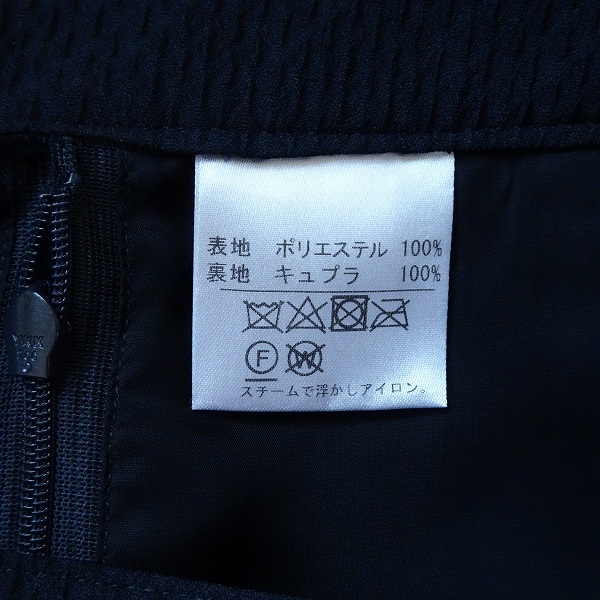 表地 ポリエステル 100%
裏地 キュプラ 100%
F W
スチームで浮かしアイロン。
YKK